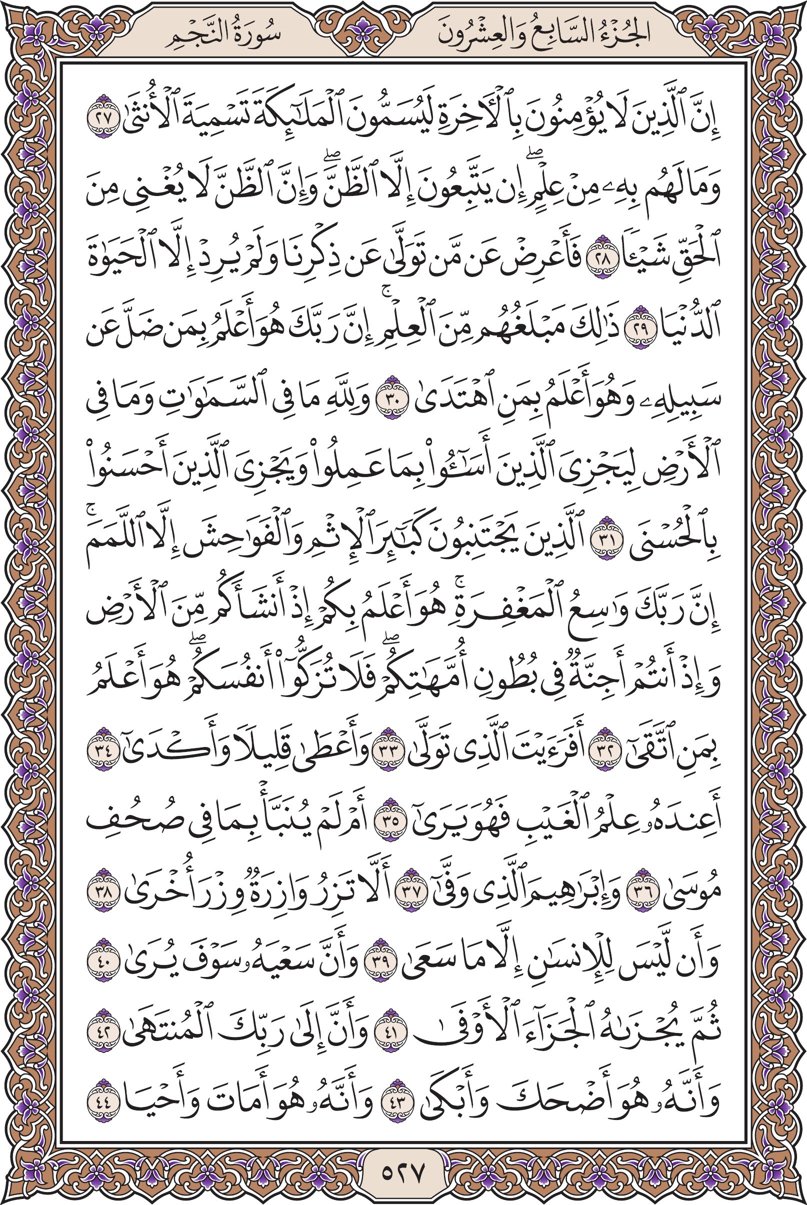 الجُزْءُ السَّابِعُ وَالعِشْرُونَ
سُورَةُ النَّجْمِ
إِنَّ ٱلَّذِينَ لَا يُؤْمِنُونَ بِٱلْأَخِرَةِ لَيُسَمُّونَ ٱلْمَلَٰٓئِكَةَ تَسْمِيَةَ ٱلْأُنثَىٰ ٢٧
وَمَا لَهُم بِهِۦ مِنْ عِلْمٍۖ إِن يَتَّبِعُونَ إِلَّا ٱلظَّنَّۖ وَإِنَّ ٱلظَّنَّ لَا يُغْنِى مِنَ
ٱلْحَقِّ شَيْـًٔا ٢٨ فَأَعْرِضْ عَن مَّن تَوَلَّىٰ عَن ذِكْرِنَا وَلَمْ يُرِدْ إِلَّا ٱلْحَيَوٰةَ
ٱلدُّنْيَا ٢٩ ذَٰلِكَ مَبْلَغُهُم مِّنَ ٱلْعِلْمِۚ إِنَّ رَبَّكَ هُوَ أَعْلَمُ بِمَن ضَلَّ عَن
سَبِيلِهِۦ وَهُوَ أَعْلَمُ بِمَنِ ٱهْتَدَىٰ ٣٠ وَلِلَّهِ مَا فِى ٱلسَّمَٰوَٰتِ وَمَا فِى
ٱلْأَرْضِ لِيَجْزِىَ ٱلَّذِينَ أَسَٰٓـُٔوا۟ بِمَا عَمِلُوا۟ وَيَجْزِىَ ٱلَّذِينَ أَحْسَنُوا۟
بِٱلْحُسْنَى ٣١ ٱلَّذِينَ يَجْتَنِبُونَ كَبَٰٓئِرَ ٱلْإِثْمِ وَٱلْفَوَٰحِشَ إِلَّا ٱللَّمَمَۚ
إِنَّ رَبَّكَ وَٰسِعُ ٱلْمَغْفِرَةِۚ هُوَ أَعْلَمُ بِكُمْ إِذْ أَنشَأَكُم مِّنَ ٱلْأَرْضِ
وَإِذْ أَنتُمْ أَجِنَّةٌ فِى بُطُونِ أُمَّهَٰتِكُمْۖ فَلَا تُزَكُّوٓا۟ أَنفُسَكُمْۖ هُوَ أَعْلَمُ
بِمَنِ ٱتَّقَىٰٓ ٣٢ أَفَرَءَيْتَ ٱلَّذِى تَوَلَّىٰ ٣٣ وَأَعْطَىٰ قَلِيلًا وَأَكْدَىٰٓ ٣٤
أَعِندَهُۥ عِلْمُ ٱلْغَيْبِ فَهُوَ يَرَىٰٓ ٣٥ أَمْ لَمْ يُنَبَّأْ بِمَا فِى صُحُفِ
مُوسَىٰ ٣٦ وَإِبْرَٰهِيمَ ٱلَّذِى وَفَّىٰٓ ٣٧ أَلَّا تَزِرُ وَازِرَةٌ وِزْرَ أُخْرَىٰ ٣٨
وَأَن لَّيْسَ لِلْإِنسَٰنِ إِلَّا مَا سَعَىٰ ٣٩ وَأَنَّ سَعْيَهُۥ سَوْفَ يُرَىٰ ٤٠
ثُمَّ يُجْزَىٰهُ ٱلْجَزَآءَ ٱلْأَوْفَىٰ ٤١ وَأَنَّ إِلَىٰ رَبِّكَ ٱلْمُنتَهَىٰ ٤٢
وَأَنَّهُۥ هُوَ أَضْحَكَ وَأَبْكَىٰ ٤٣ وَأَنَّهُۥ هُوَ أَمَاتَ وَأَحْيَا ٤٤
٥٢٧